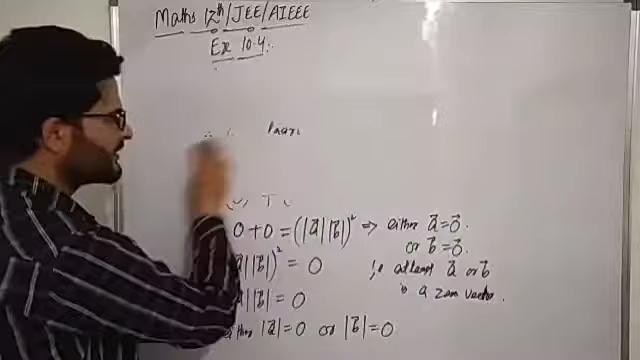 Maths 12th/JEE/AIEEE
Ex 10.4
0+0=(|a⃗||b⃗|)² ⇒ either a⃗=0⃗.
or b⃗=0⃗.
||b⃗|)² = 0
i.e atleast a⃗ or b⃗
||b⃗| = 0
is a zero vector.
|a⃗|=0 or |b⃗|=0